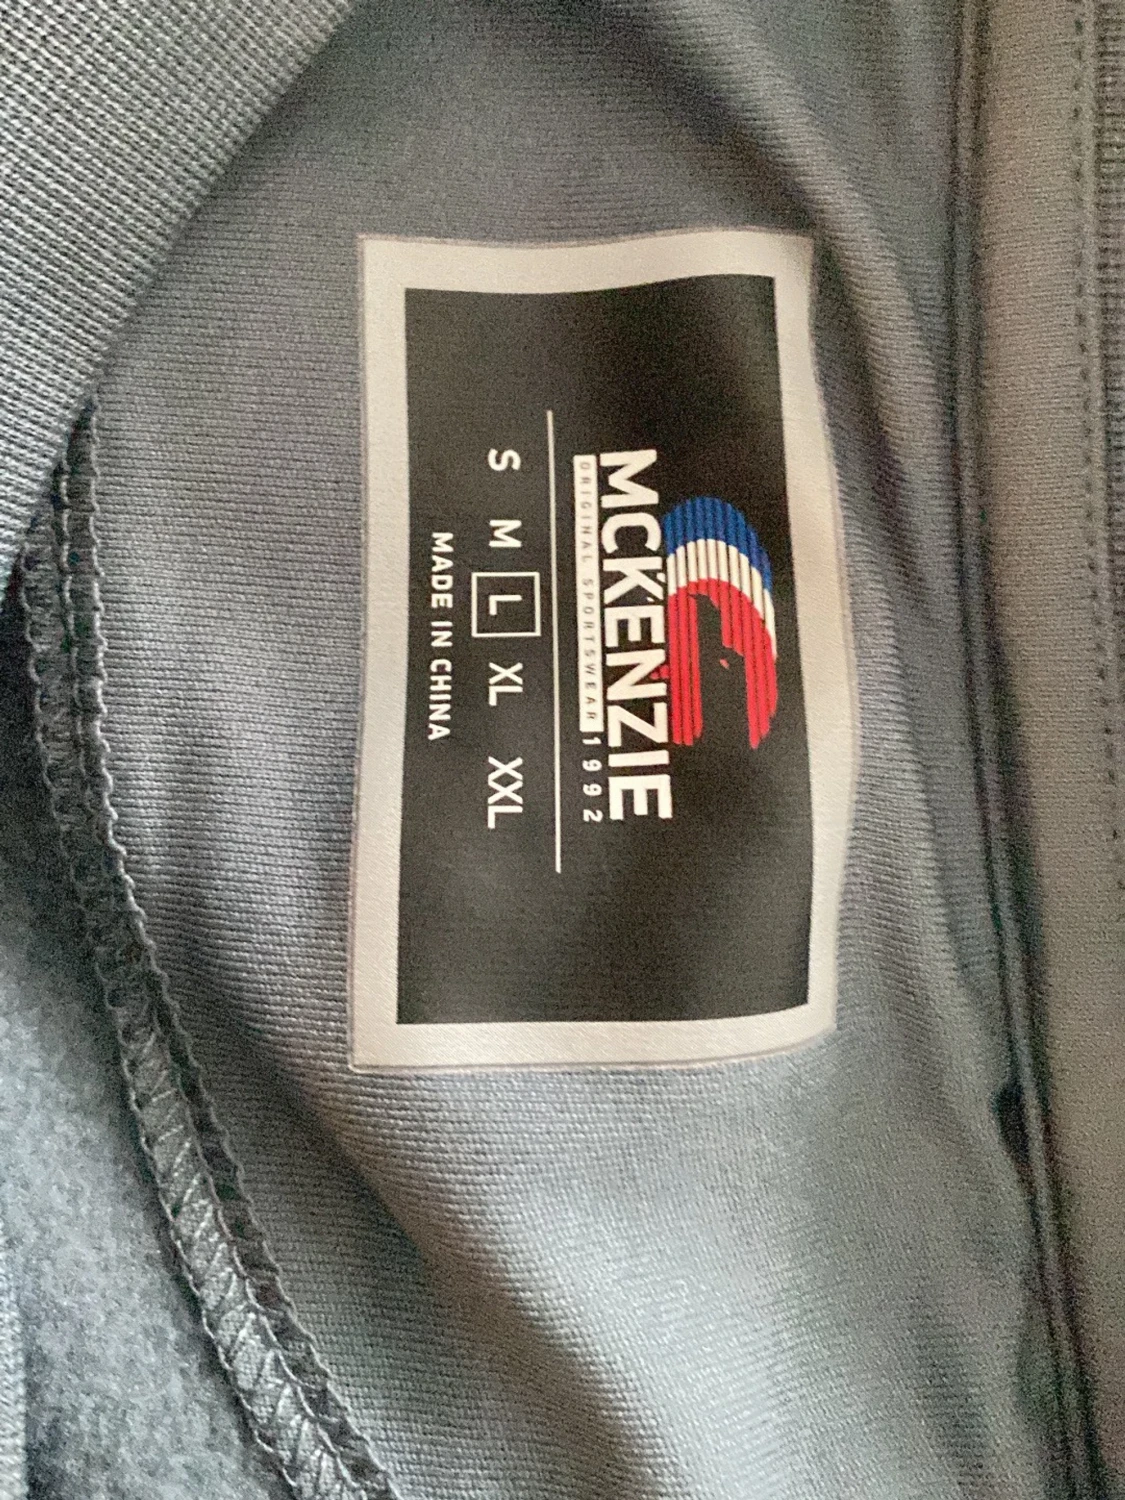 MCKENZIE
ORIGINAL SPORTSWEAR 1992
S M L XL XXL
MADE IN CHINA